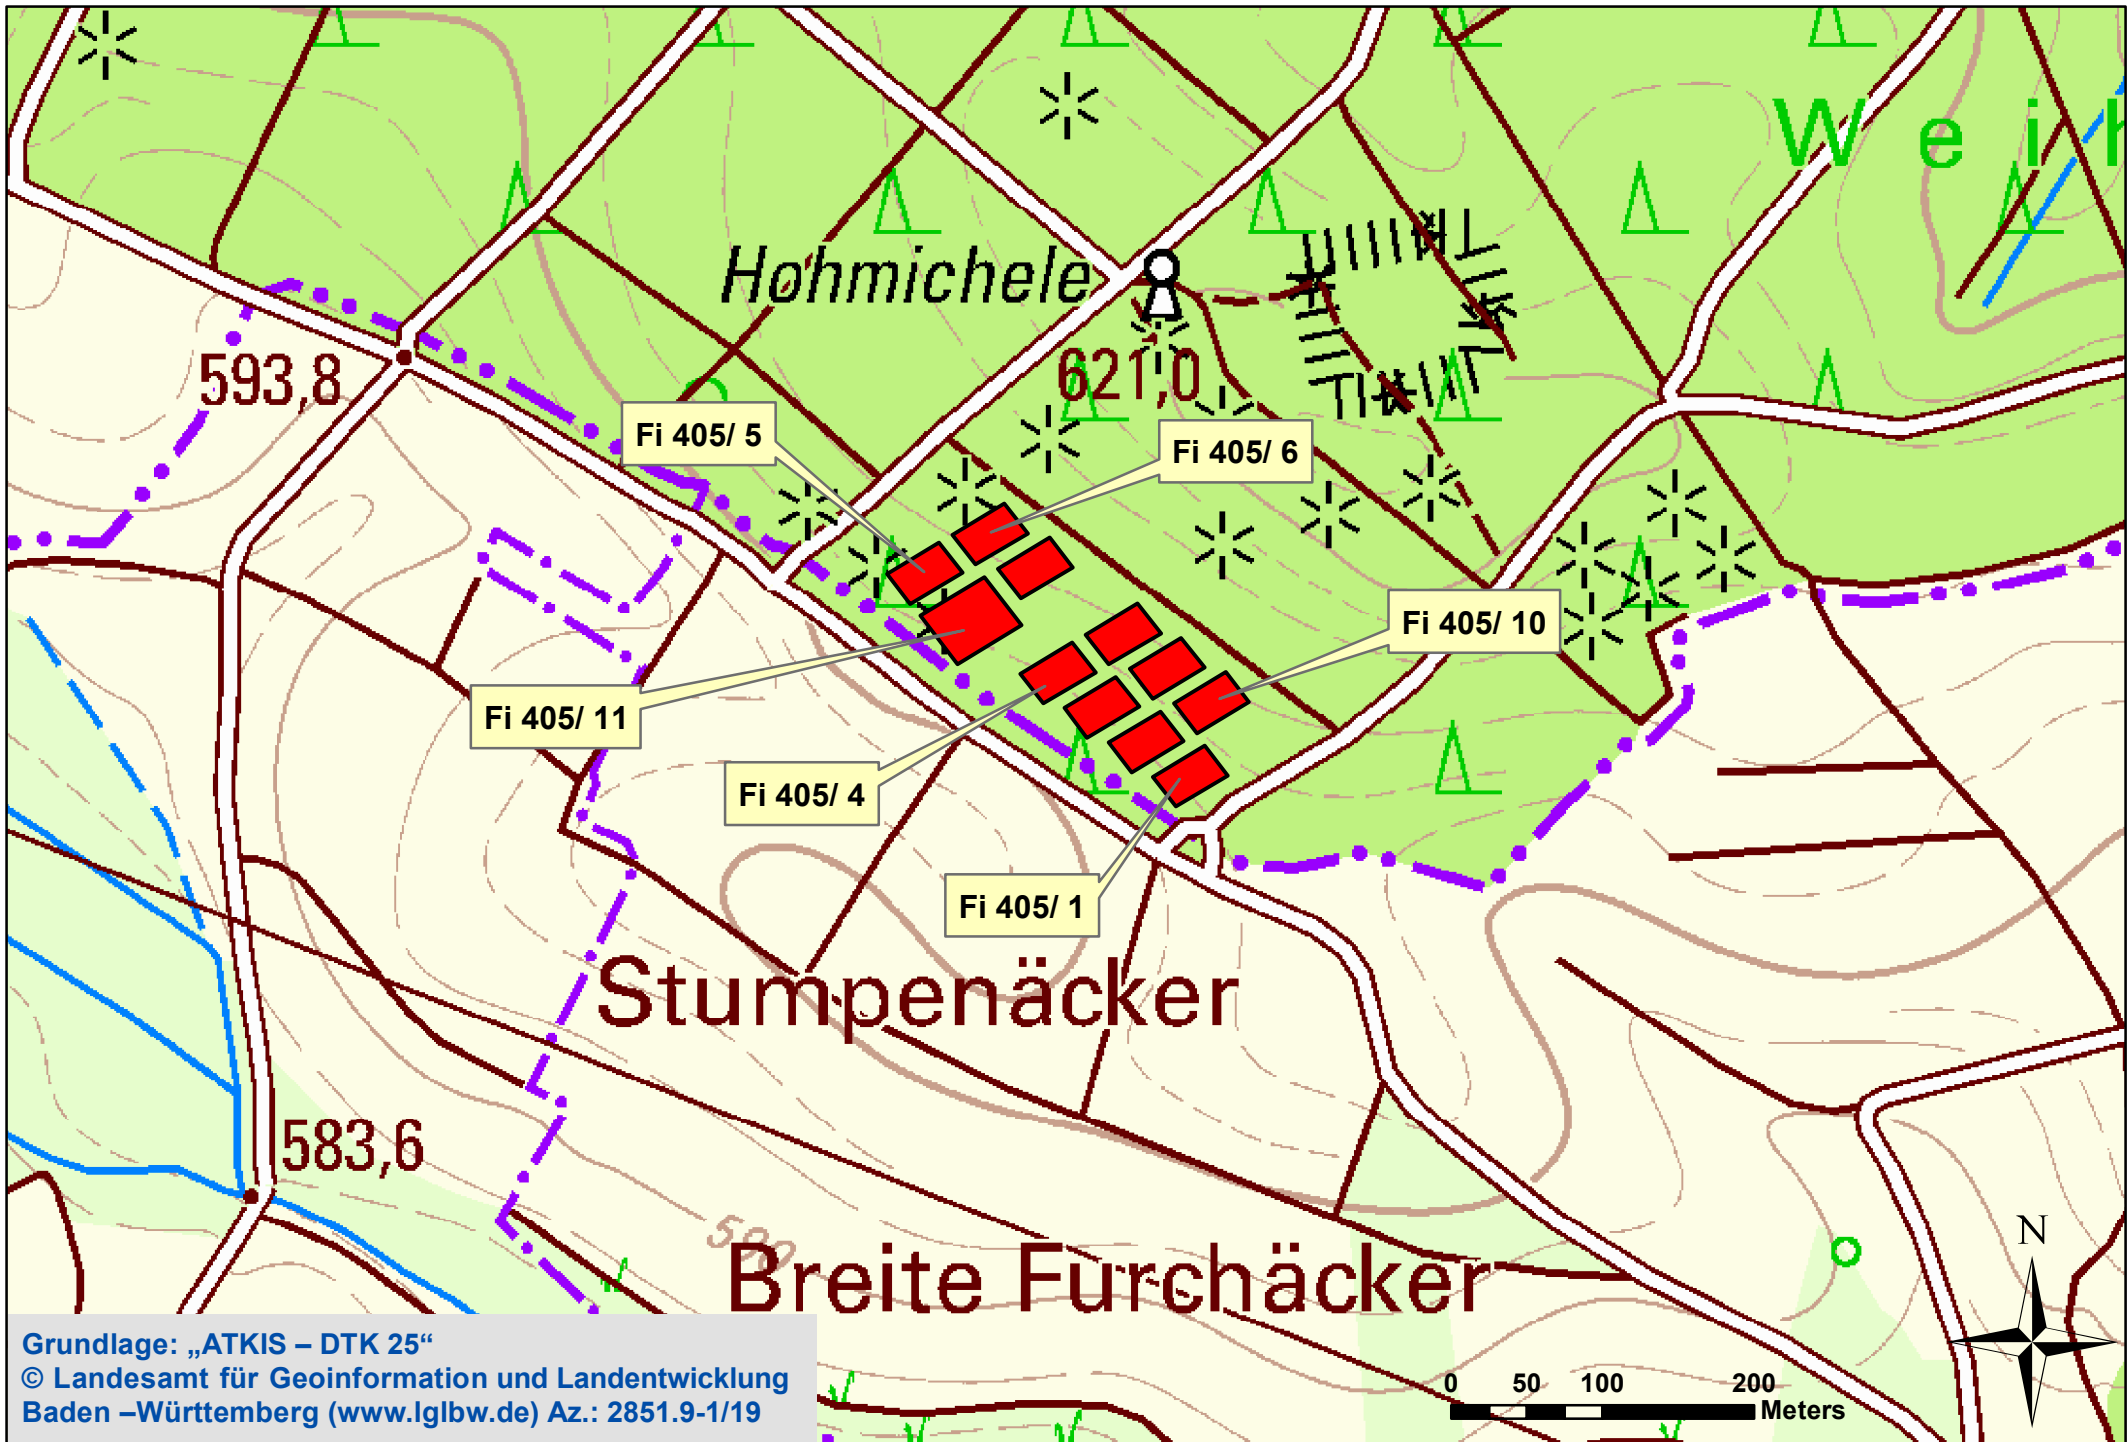 W e i h
Hohmichele
593,8
621,0
Fi 405/ 5
Fi 405/ 6
Fi 405/ 10
Fi 405/ 11
Fi 405/ 4
Fi 405/ 1
Stumpenäcker
583,6
590
Breite Furchäcker
N
Grundlage: „ATKIS – DTK 25“
© Landesamt für Geoinformation und Landentwicklung
Baden –Württemberg (www.lglbw.de) Az.: 2851.9-1/19
0 50 100 200
Meters